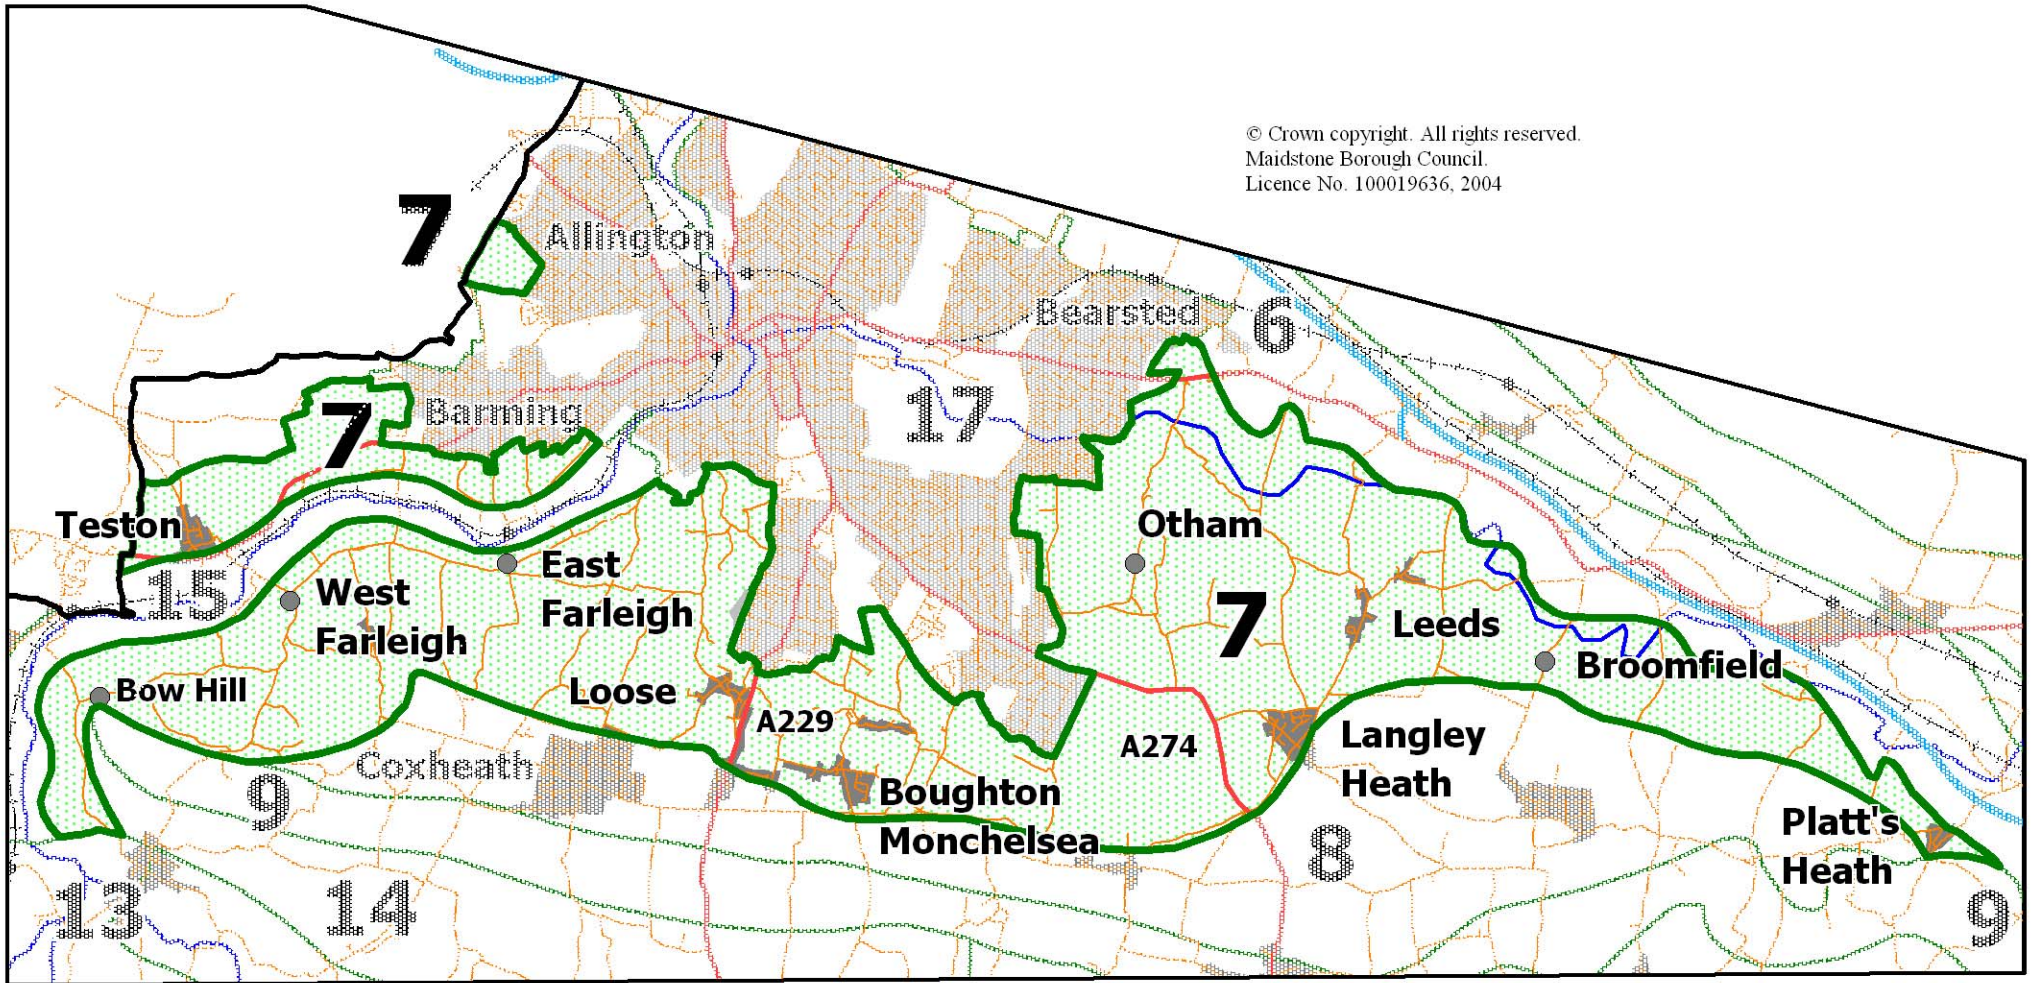 © Crown copyright. All rights reserved.
Maidstone Borough Council.
Licence No. 100019636, 2004
7
Allington
Bearsted
6
7
Barming
17
Teston
Otham
15
East
Farleigh
West
Farleigh
7
Leeds
Broomfield
Bow Hill
Loose
A229
A274
Langley
Heath
Coxheath
9
Boughton
Monchelsea
Platt's
Heath
8
13
14
9